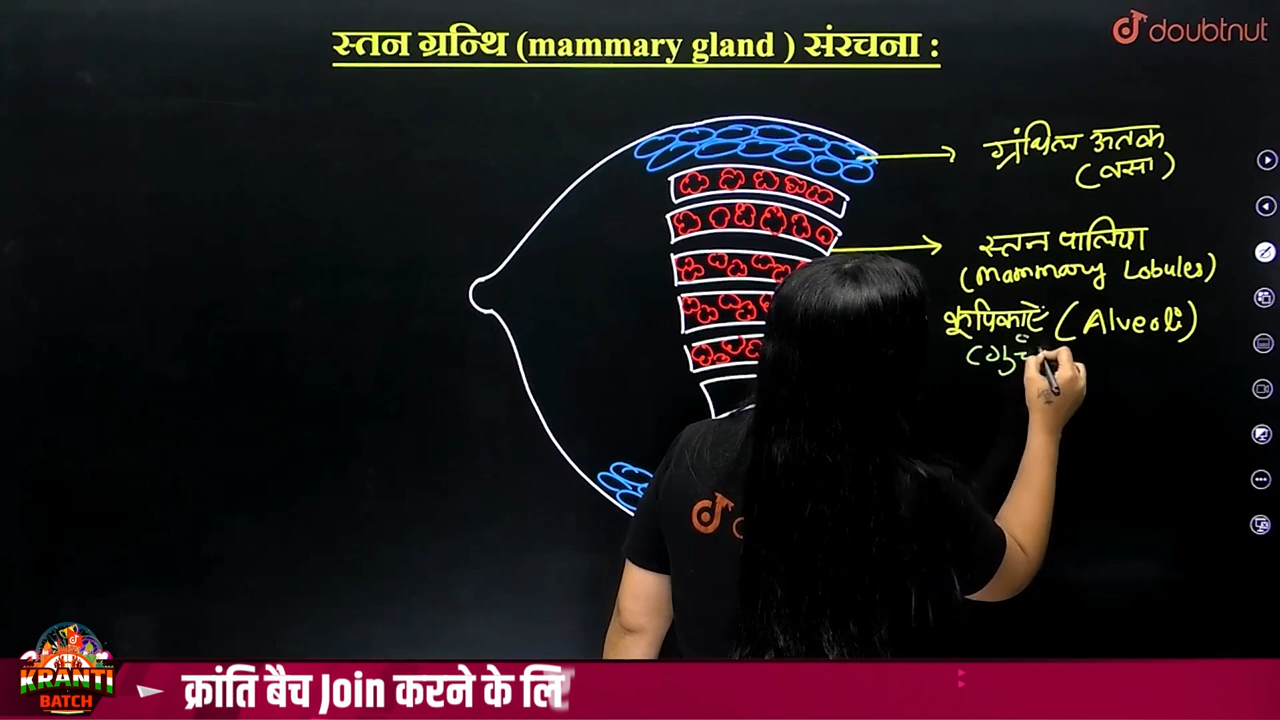 स्तन ग्रन्थि (mammary gland ) संरचना :
doubtnut
ग्रंथिल ऊतक
(वसा)
स्तन पालिया
(Mammary Lobules)
कूपिकाऐं (Alveoli)
KRANTI
BATCH
क्रांति बैच Join करने के लि